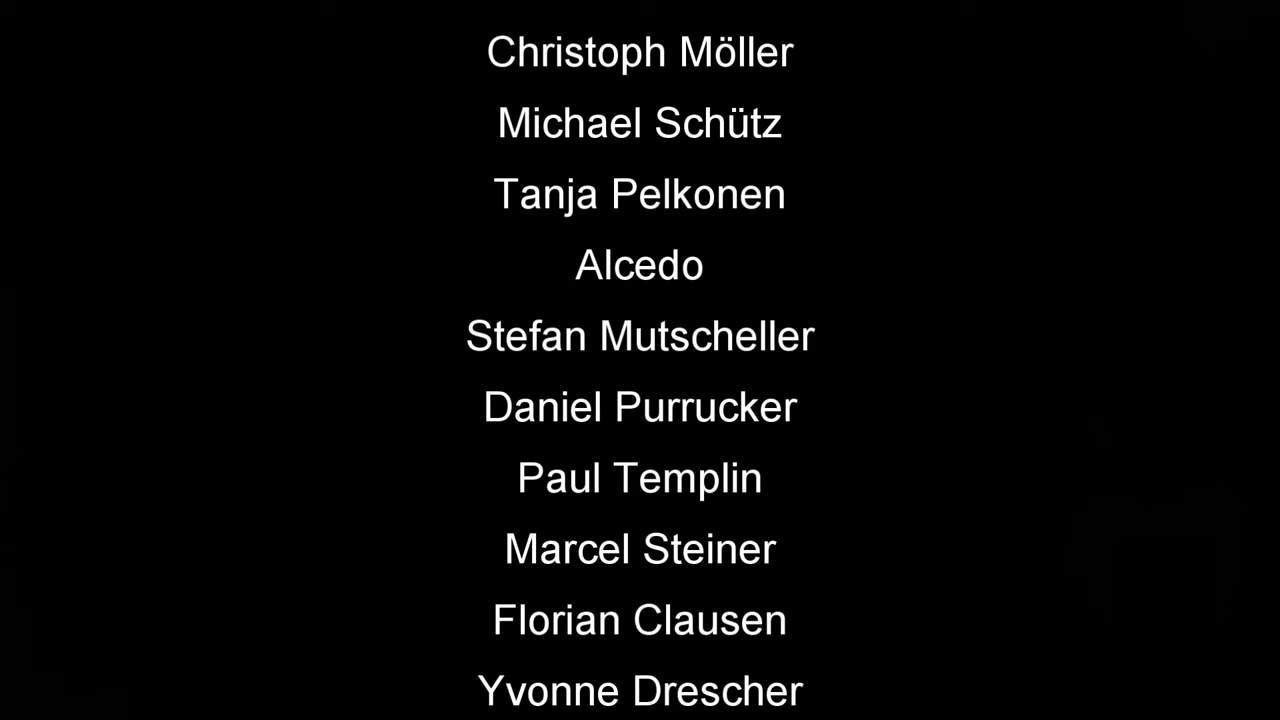 Christoph Möller
Michael Schütz
Tanja Pelkonen
Alcedo
Stefan Mutscheller
Daniel Purrucker
Paul Templin
Marcel Steiner
Florian Clausen
Yvonne Drescher